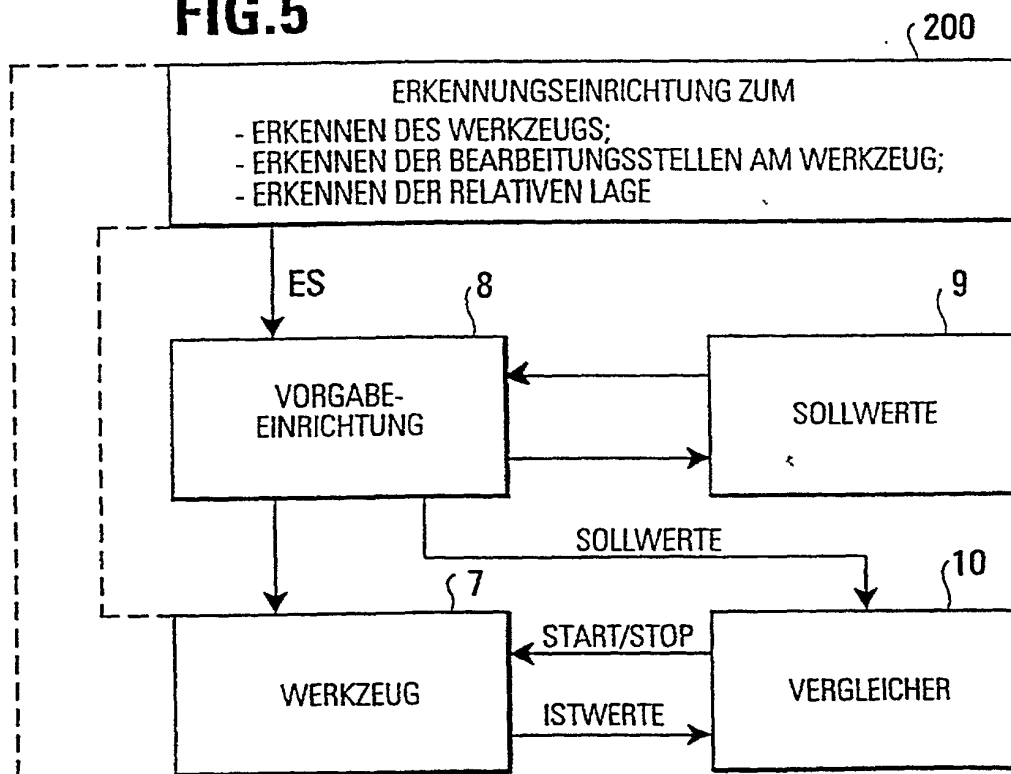 FIG.5
200
ERKENNUNGSEINRICHTUNG ZUM
- ERKENNEN DES WERKZEUGS;
- ERKENNEN DER BEARBEITUNGSSTELLEN AM WERKZEUG;
- ERKENNEN DER RELATIVEN LAGE
ES
8
9
VORGABE-
EINRICHTUNG
SOLLWERTE
SOLLWERTE
7
10
START/STOP
WERKZEUG
VERGLEICHER
ISTWERTE